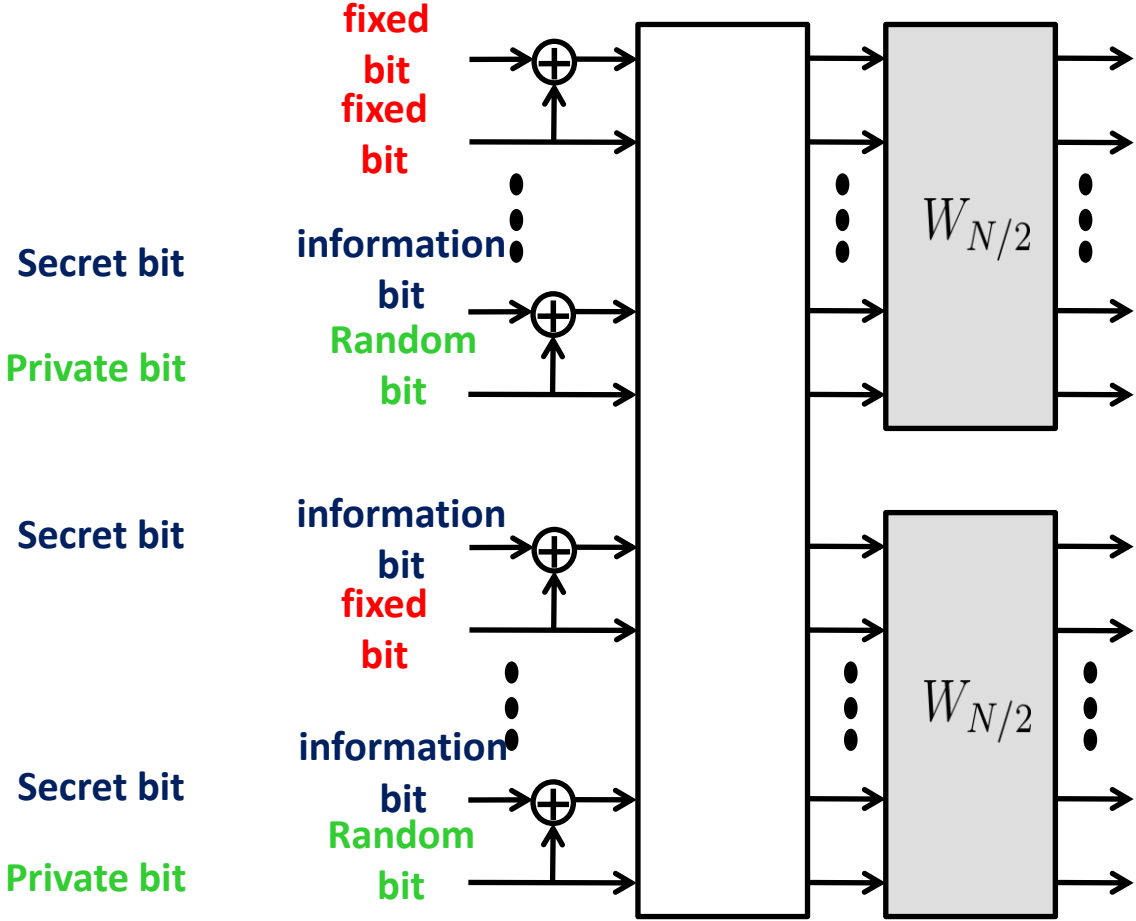 fixed
bit
fixed
bit
Secret bit
information
bit
Private bit
Random
bit
W_{N/2}
Secret bit
information
bit
fixed
bit
Secret bit
information
bit
Private bit
Random
bit
W_{N/2}